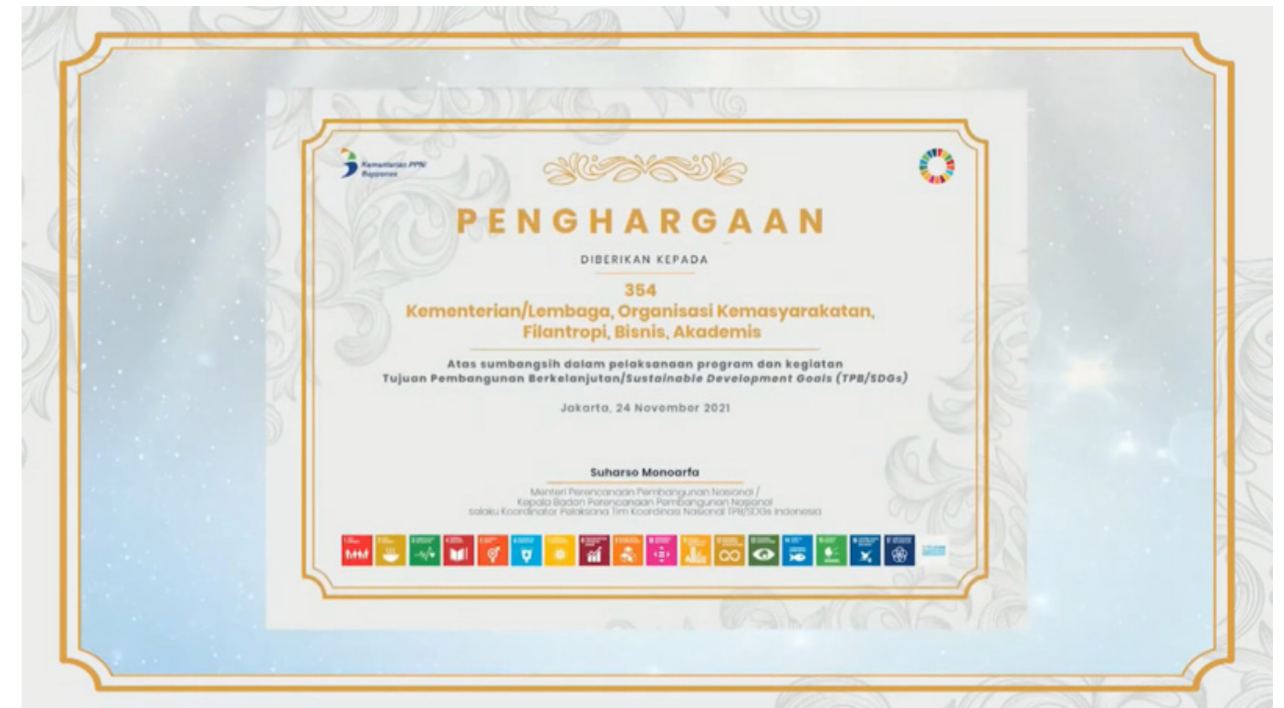 Kementerian PPN/
Bappenas
PENGHARGAAN
DIBERIKAN KEPADA
354
Kementerian/Lembaga, Organisasi Kemasyarakatan,
Filantropi, Bisnis, Akademis
Atas sumbangsih dalam pelaksanaan program dan kegiatan
Tujuan Pembangunan Berkelanjutan/Sustainable Development Goals (TPB/SDGs)
Jakarta, 24 November 2021
Suharso Monoarfa
Menteri Perencanaan Pembangunan Nasional /
Kepala Badan Perencanaan Pembangunan Nasional
selaku Koordinator Pelaksana Tim Koordinasi Nasional TPB/SDGs Indonesia